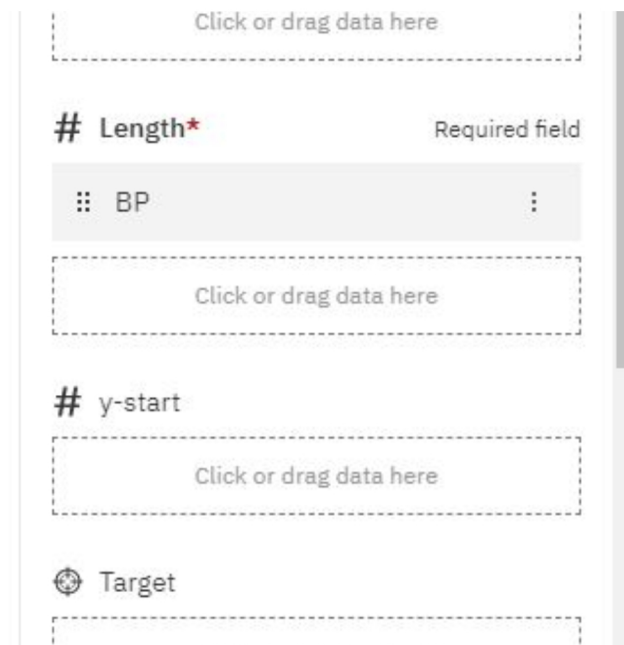 Click or drag data here
# Length* Required field
BP
Click or drag data here
# y-start
Click or drag data here
Target